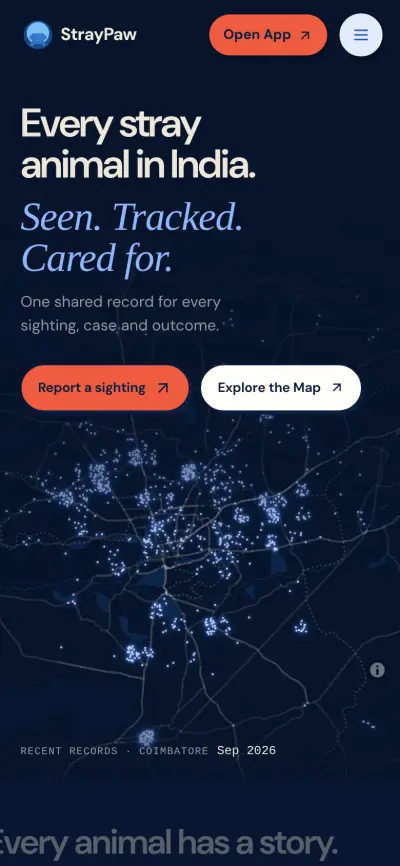 StrayPaw
Open App
Every stray
animal in India.
Seen. Tracked.
Cared for.
One shared record for every
sighting, case and outcome.
Report a sighting
Explore the Map
RECENT RECORDS · COIMBATORE Sep 2026
Every animal has a story.